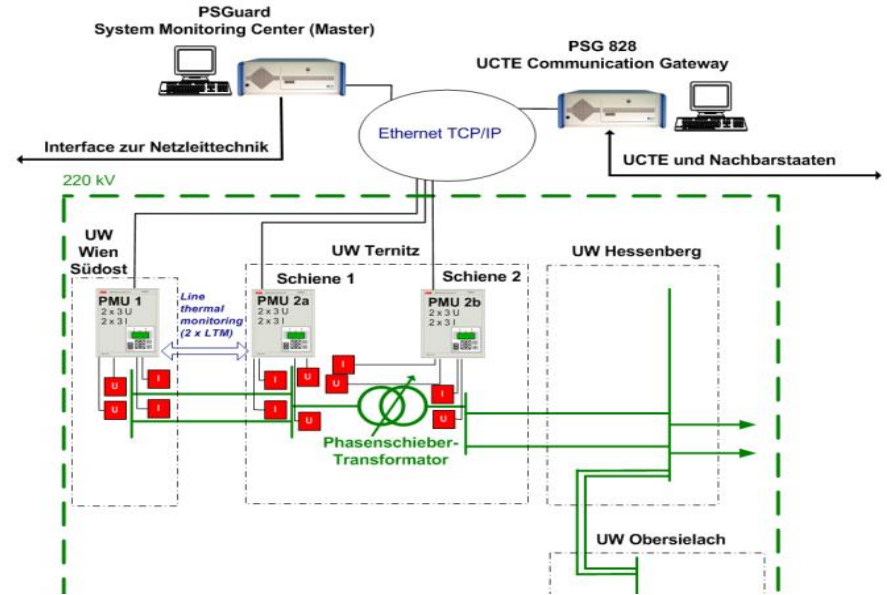 PSGuard
System Monitoring Center (Master)
PSG 828
UCTE Communication Gateway
Ethernet TCP/IP
Interface zur Netzleittechnik
UCTE und Nachbarstaaten
220 kV
UW
Wien
Südost
UW Ternitz
UW Hessenberg
Schiene 1
Schiene 2
PMU 1
2 x 3 U
2 x 3 I
Line
thermal
monitoring
(2 x LTM)
PMU 2a
2 x 3 U
2 x 3 I
PMU 2b
2 x 3 U
2 x 3 I
U
I
U
I
I
U
I
U
I
U
I
U
Phasenschieber-
Transformator
UW Obersielach